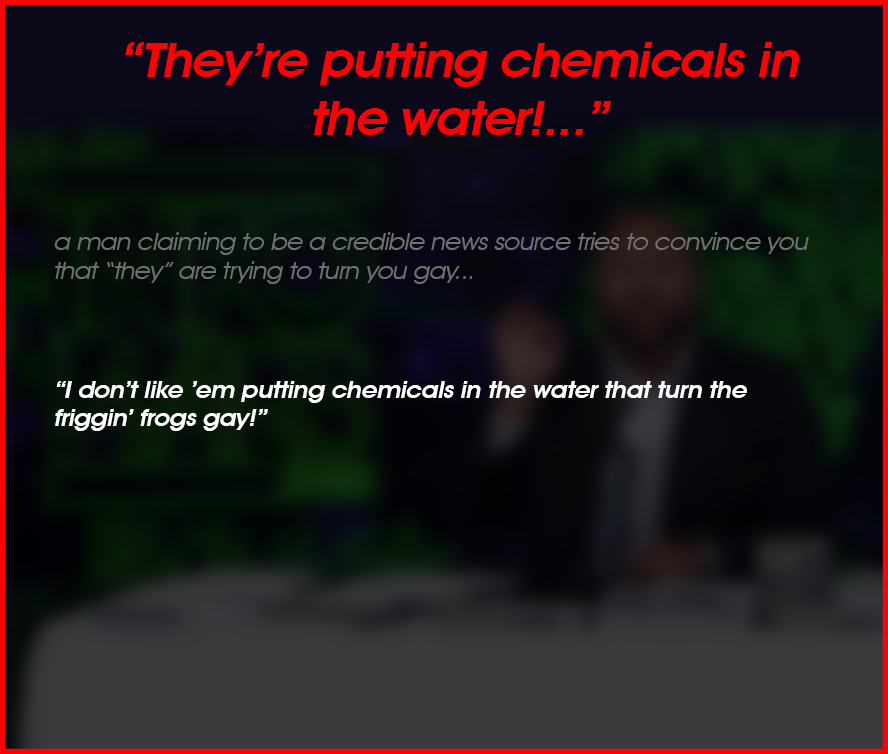 “They’re putting chemicals in
the water!...”
a man claiming to be a credible news source tries to convince you
that “they” are trying to turn you gay...
“I don’t like ’em putting chemicals in the water that turn the
friggin’ frogs gay!”